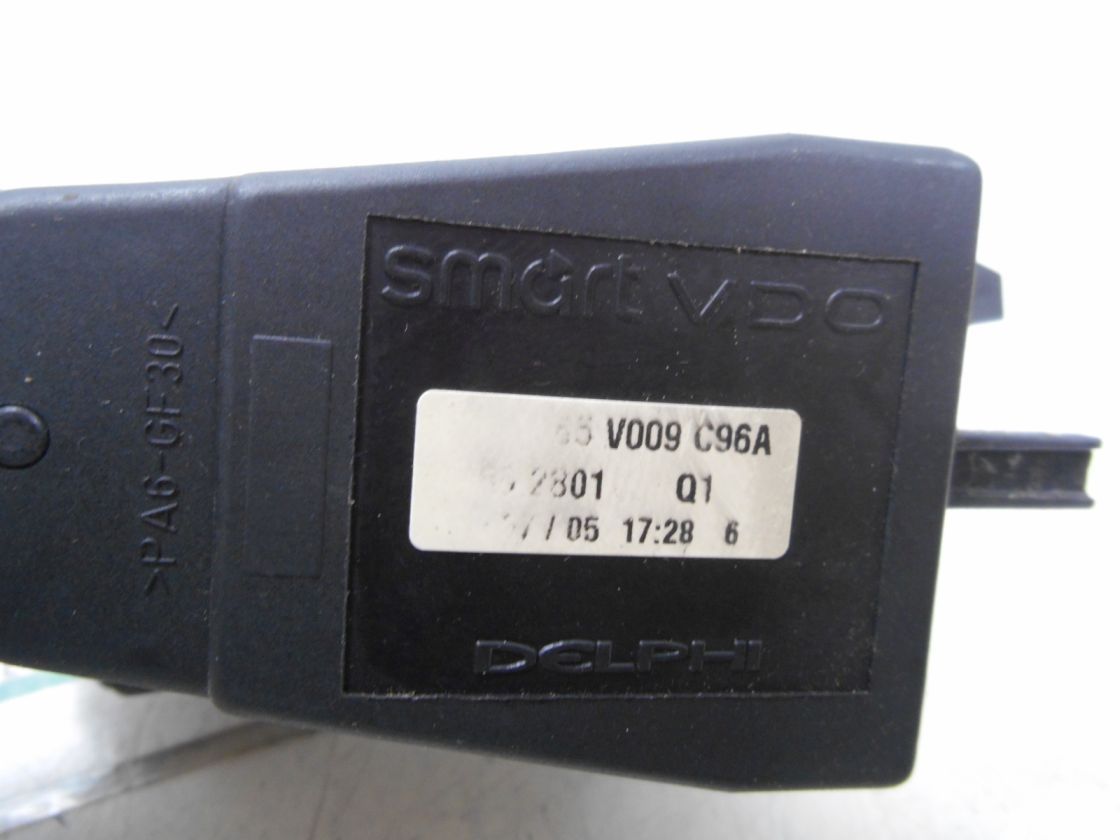 >PA6-GF30<
smart VDO
V009 C96A
2801 Q1
/ 05 17:28 6
DELPHI